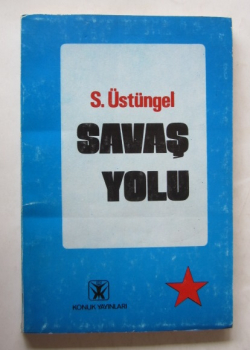 S. Üstüngel
SAVAŞ
YOLU
KONUK YAYINLARI